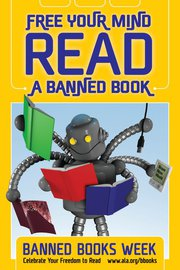 FREE YOUR MIND
READ
A BANNED BOOK
BANNED BOOKS WEEK
Celebrate Your Freedom to Read www.ala.org/bbooks